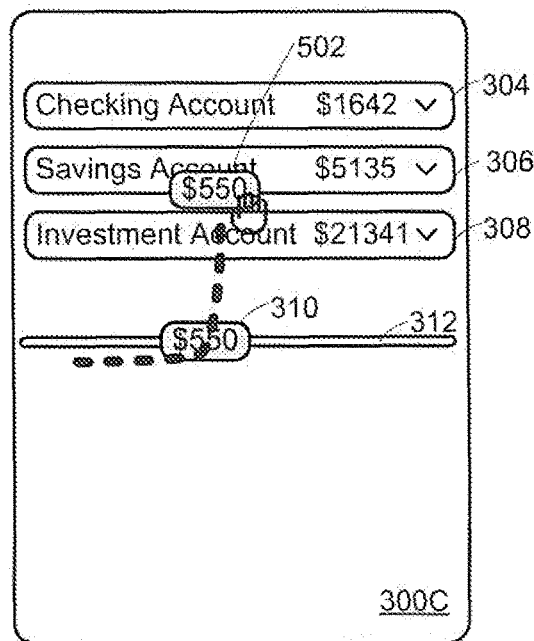 502
Checking Account $1642 304
Savings Account $5135 306
$550
Investment Account $21341 308
310
312
$550
300C